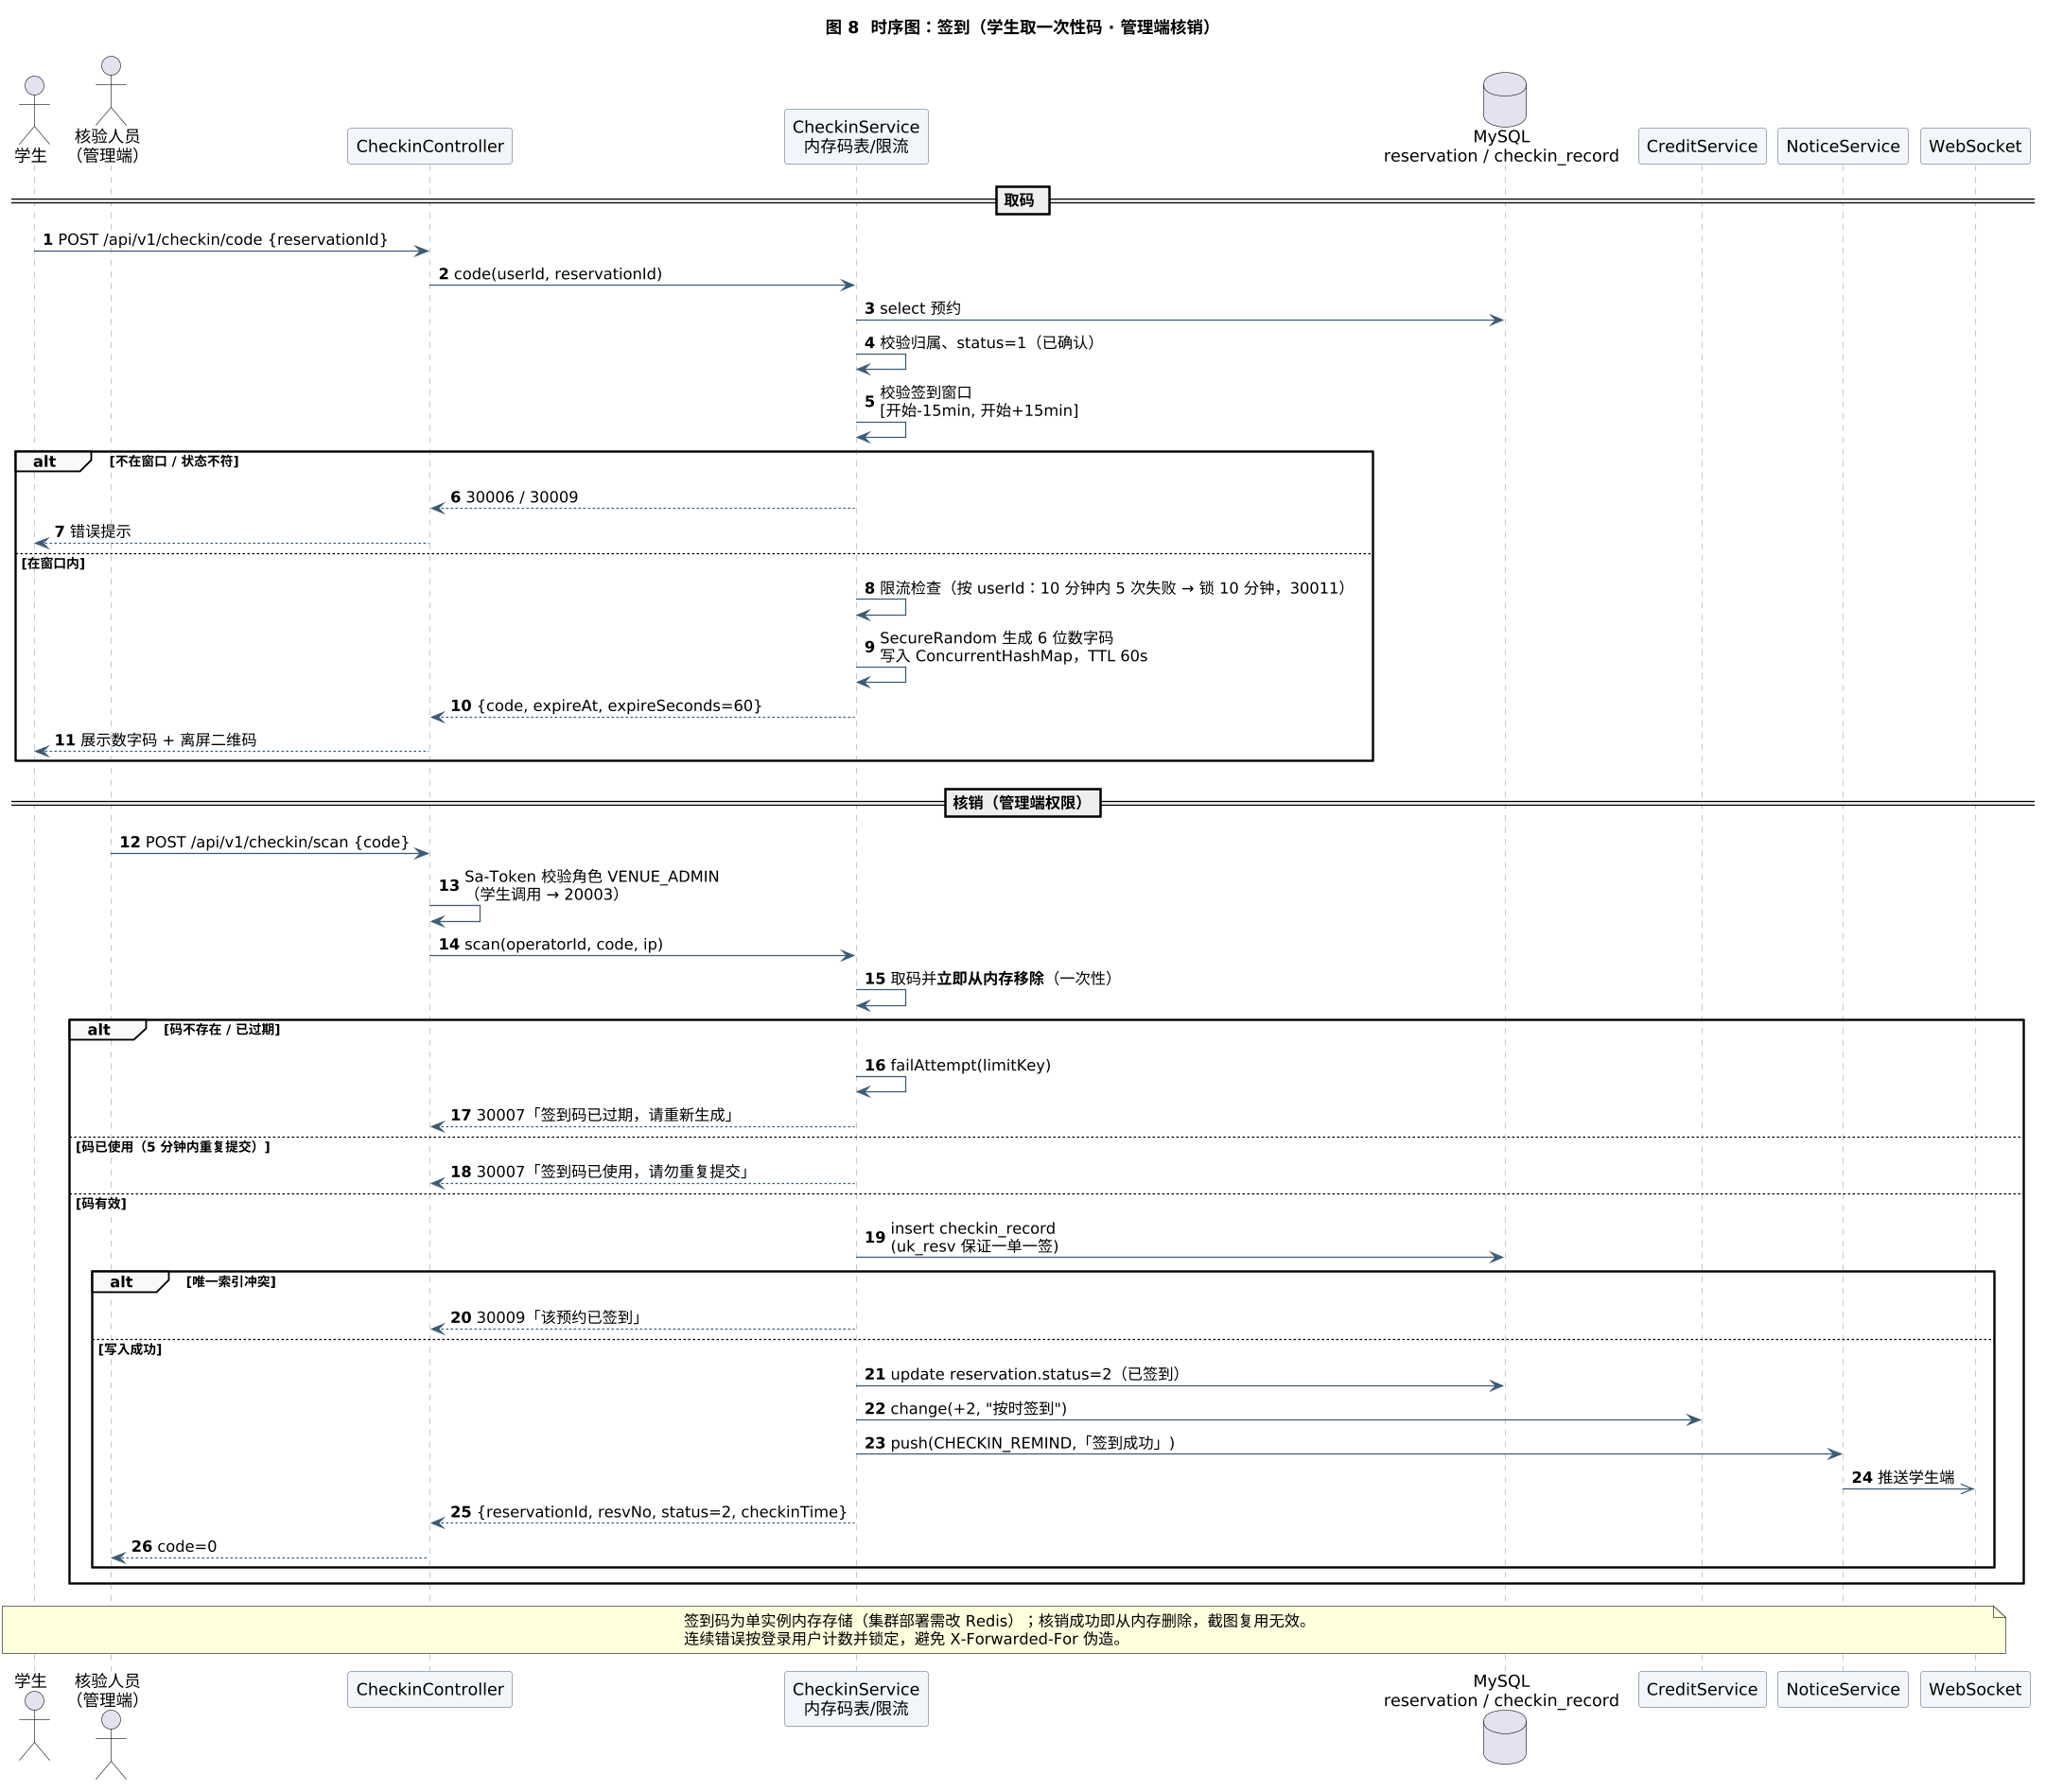 图 8  时序图：签到（学生取一次性码 · 管理端核销）
学生
核验人员
（管理端）
CheckinController
CheckinService
内存码表/限流
MySQL
reservation / checkin_record
CreditService
NoticeService
WebSocket
取码
1 POST /api/v1/checkin/code {reservationId}
2 code(userId, reservationId)
3 select 预约
4 校验归属、status=1（已确认）
5 校验签到窗口
[开始-15min, 开始+15min]
alt [不在窗口 / 状态不符]
6 30006 / 30009
7 错误提示
[在窗口内]
8 限流检查（按 userId：10 分钟内 5 次失败 → 锁 10 分钟，30011）
9 SecureRandom 生成 6 位数字码
写入 ConcurrentHashMap，TTL 60s
10 {code, expireAt, expireSeconds=60}
11 展示数字码 + 离屏二维码
核销（管理端权限）
12 POST /api/v1/checkin/scan {code}
13 Sa-Token 校验角色 VENUE_ADMIN
（学生调用 → 20003）
14 scan(operatorId, code, ip)
15 取码并立即从内存移除（一次性）
alt [码不存在 / 已过期]
16 failAttempt(limitKey)
17 30007「签到码已过期，请重新生成」
[码已使用（5 分钟内重复提交）]
18 30007「签到码已使用，请勿重复提交」
[码有效]
19 insert checkin_record
(uk_resv 保证一单一签)
alt [唯一索引冲突]
20 30009「该预约已签到」
[写入成功]
21 update reservation.status=2（已签到）
22 change(+2, "按时签到")
23 push(CHECKIN_REMIND,「签到成功」)
24 推送学生端
25 {reservationId, resvNo, status=2, checkinTime}
26 code=0
签到码为单实例内存存储（集群部署需改 Redis）；核销成功即从内存删除，截图复用无效。
连续错误按登录用户计数并锁定，避免 X-Forwarded-For 伪造。
学生
核验人员
（管理端）
CheckinController
CheckinService
内存码表/限流
MySQL
reservation / checkin_record
CreditService
NoticeService
WebSocket